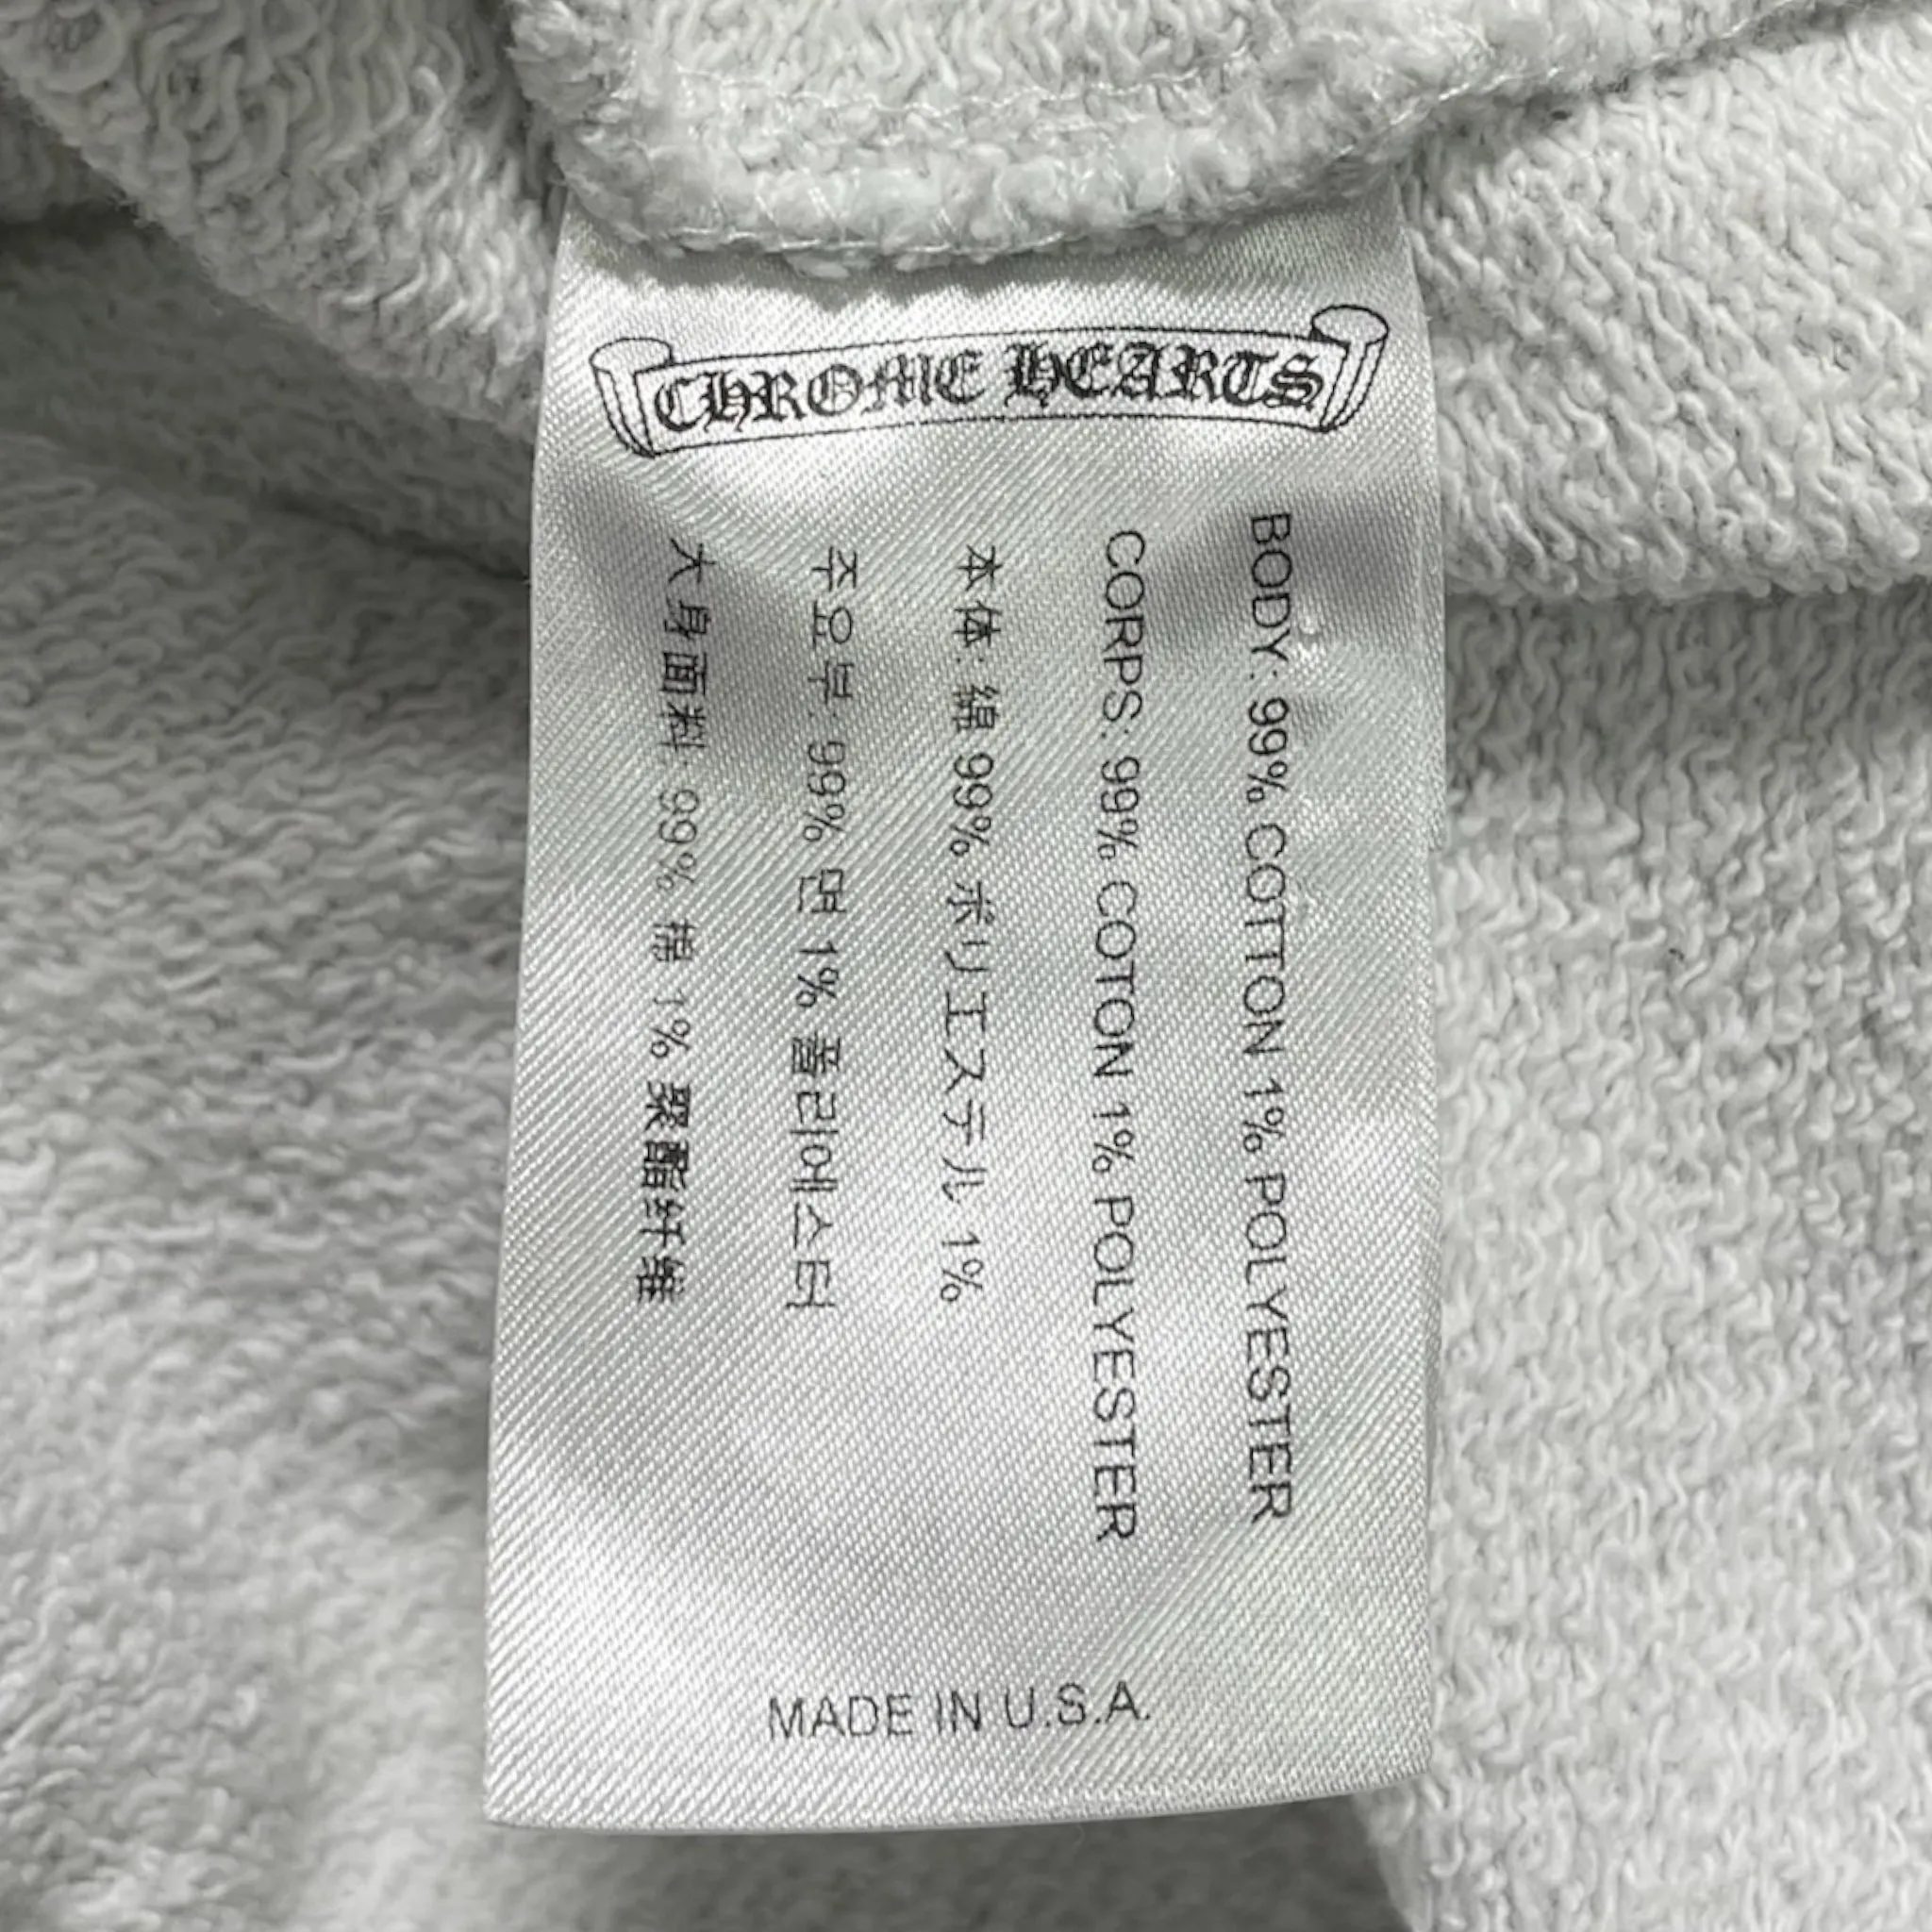 CHROME HEARTS
BODY: 99% COTTON 1% POLYESTER
CORPS: 99% COTON 1% POLYESTER
本体: 綿 99% ポリエステル 1%
주요부: 99% 면 1% 폴리에스터
大身面料: 99% 棉 1% 聚酯纤维
MADE IN U.S.A.